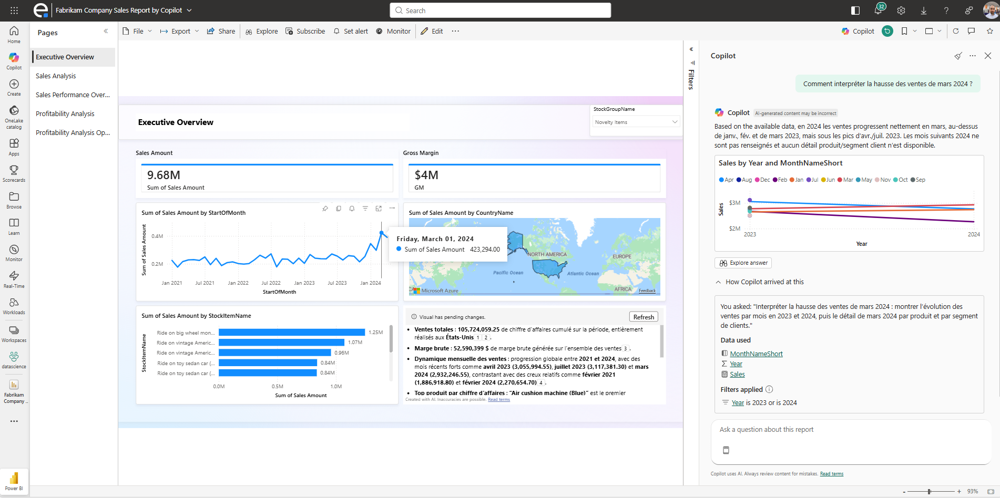 Fabrikam Company Sales Report by Copilot
Search
32
Home
Copilot
Create
OneLake
catalog
Apps
Scorecards
Browse
Learn
Monitor
Real-Time
Workloads
Workspaces
datascience
Fabrikam
Company ..
Power BI
Pages
Executive Overview
Sales Analysis
Sales Performance Over...
Profitability Analysis
Profitability Analysis Op...
File
Export
Share
Explore
Subscribe
Set alert
Monitor
Edit
Copilot
Executive Overview
StockGroupName
Novelty Items
Sales Amount
9.68M
Sum of Sales Amount
Gross Margin
$4M
GM
Sum of Sales Amount by StartOfMonth
Sum of Sales Amount
0.4M
0.2M
Jan 2021
Jul 2021
Jan 2022
Jul 2022
Jan 2023
Jul 2023
Jan 2024
StartOfMonth
Friday, March 01, 2024
Sum of Sales Amount 423,294.00
Sum of Sales Amount by CountryName
NORTH AMERICA
EUROPE
Pacific Ocean
Atlantic Ocean
AFRICA
Microsoft Azure
Feedback
Sum of Sales Amount by StockItemName
StockItemName
Ride on big wheel mon... 1.25M
Ride on vintage Americ... 1.07M
Ride on vintage Americ... 0.96M
Ride on toy sedan car (... 0.84M
Ride on toy sedan car (... 0.84M
0.0M
0.5M
1.0M
Sum of Sales Amount
Visual has pending changes.
Refresh
• Ventes totales : 105,724,059.25 de chiffre d’affaires cumulé sur la période, entièrement
réalisés aux États-Unis 1 2 .
• Marge brute : 52,590,399 $ de marge brute générée sur l’ensemble des ventes 3 .
• Dynamique mensuelle des ventes : progression globale entre 2021 et 2024, avec des
mois récents forts comme avril 2023 (3,055,994.55), juillet 2023 (3,117,381.30) et mars
2024 (2,932,246.55), contrastant avec des creux relatifs comme février 2021
(1,886,918.80) et février 2024 (2,270,654.70) 4 .
• Top produit par chiffre d’affaires : “Air cushion machine (Blue)” est le premier
Created with AI. Inaccuracies are possible. Read terms
Filters
Copilot
Comment interpréter la hausse des ventes de mars 2024 ?
Copilot
AI-generated content may be incorrect
Based on the available data, en 2024 les ventes progressent nettement en mars, au-dessus
de janv., fév. et de mars 2023, mais sous les pics d’avr./juil. 2023. Les mois suivants 2024 ne
sont pas renseignés et aucun détail produit/segment client n’est disponible.
Sales by Year and MonthNameShort
Apr Aug Dec Feb Jan Jul Jun Mar May Nov Oct Sep
Sales
$3M
$2M
2023
2024
Year
Explore answer
How Copilot arrived at this
You asked: "Interpréter la hausse des ventes de mars 2024 : montrer l’évolution des
ventes par mois en 2023 et 2024, puis le détail de mars 2024 par produit et par segment
de clients."
Data used
MonthNameShort
Year
Sales
Filters applied
Year is 2023 or is 2024
Ask a question about this report
Copilot uses AI. Always review content for mistakes. Read terms
- + 93%